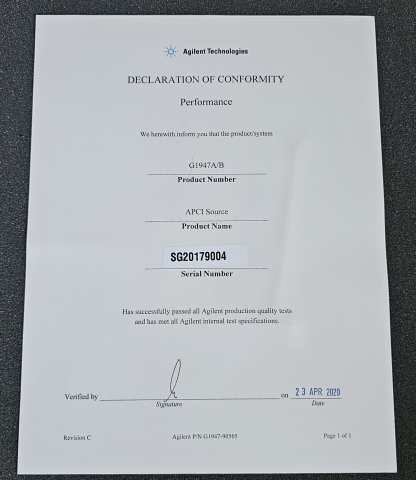 Agilent Technologies
DECLARATION OF CONFORMITY
Performance
We herewith inform you that the product/system
G1947A/B
Product Number
APCI Source
Product Name
SG20179004
Serial Number
Has successfully passed all Agilent production quality tests
and has met all Agilent internal test specifications.
Verified by on 23 APR 2020
Signature Date
Revision C Agilent P/N G1947-90505 Page 1 of 1